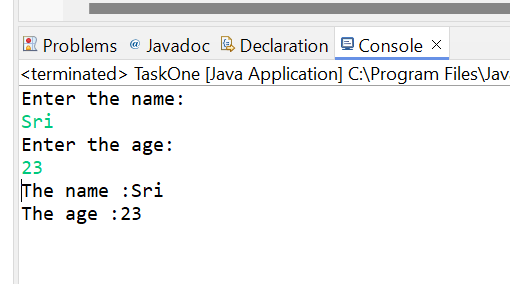 Problems @ Javadoc Declaration Console
<terminated> TaskOne [Java Application] C:\Program Files\Jav
Enter the name:
Sri
Enter the age:
23
The name :Sri
The age :23